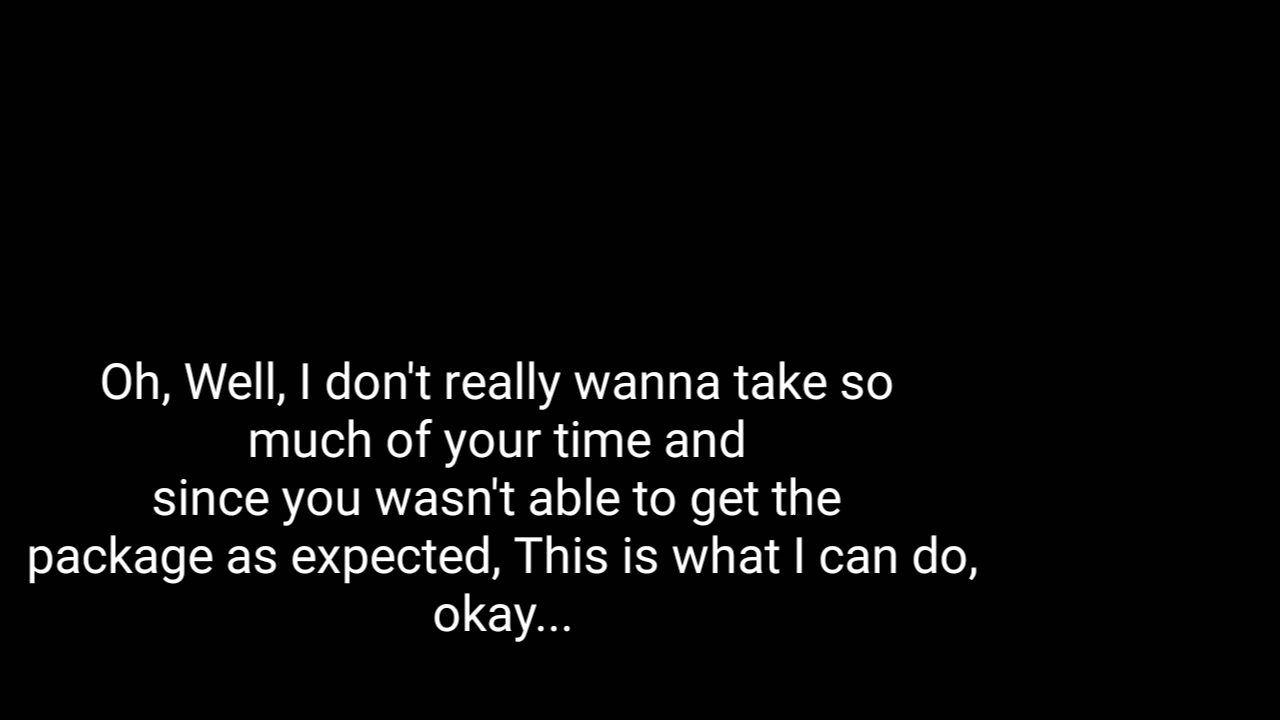 Oh, Well, I don't really wanna take so
much of your time and
since you wasn't able to get the
package as expected, This is what I can do,
okay...